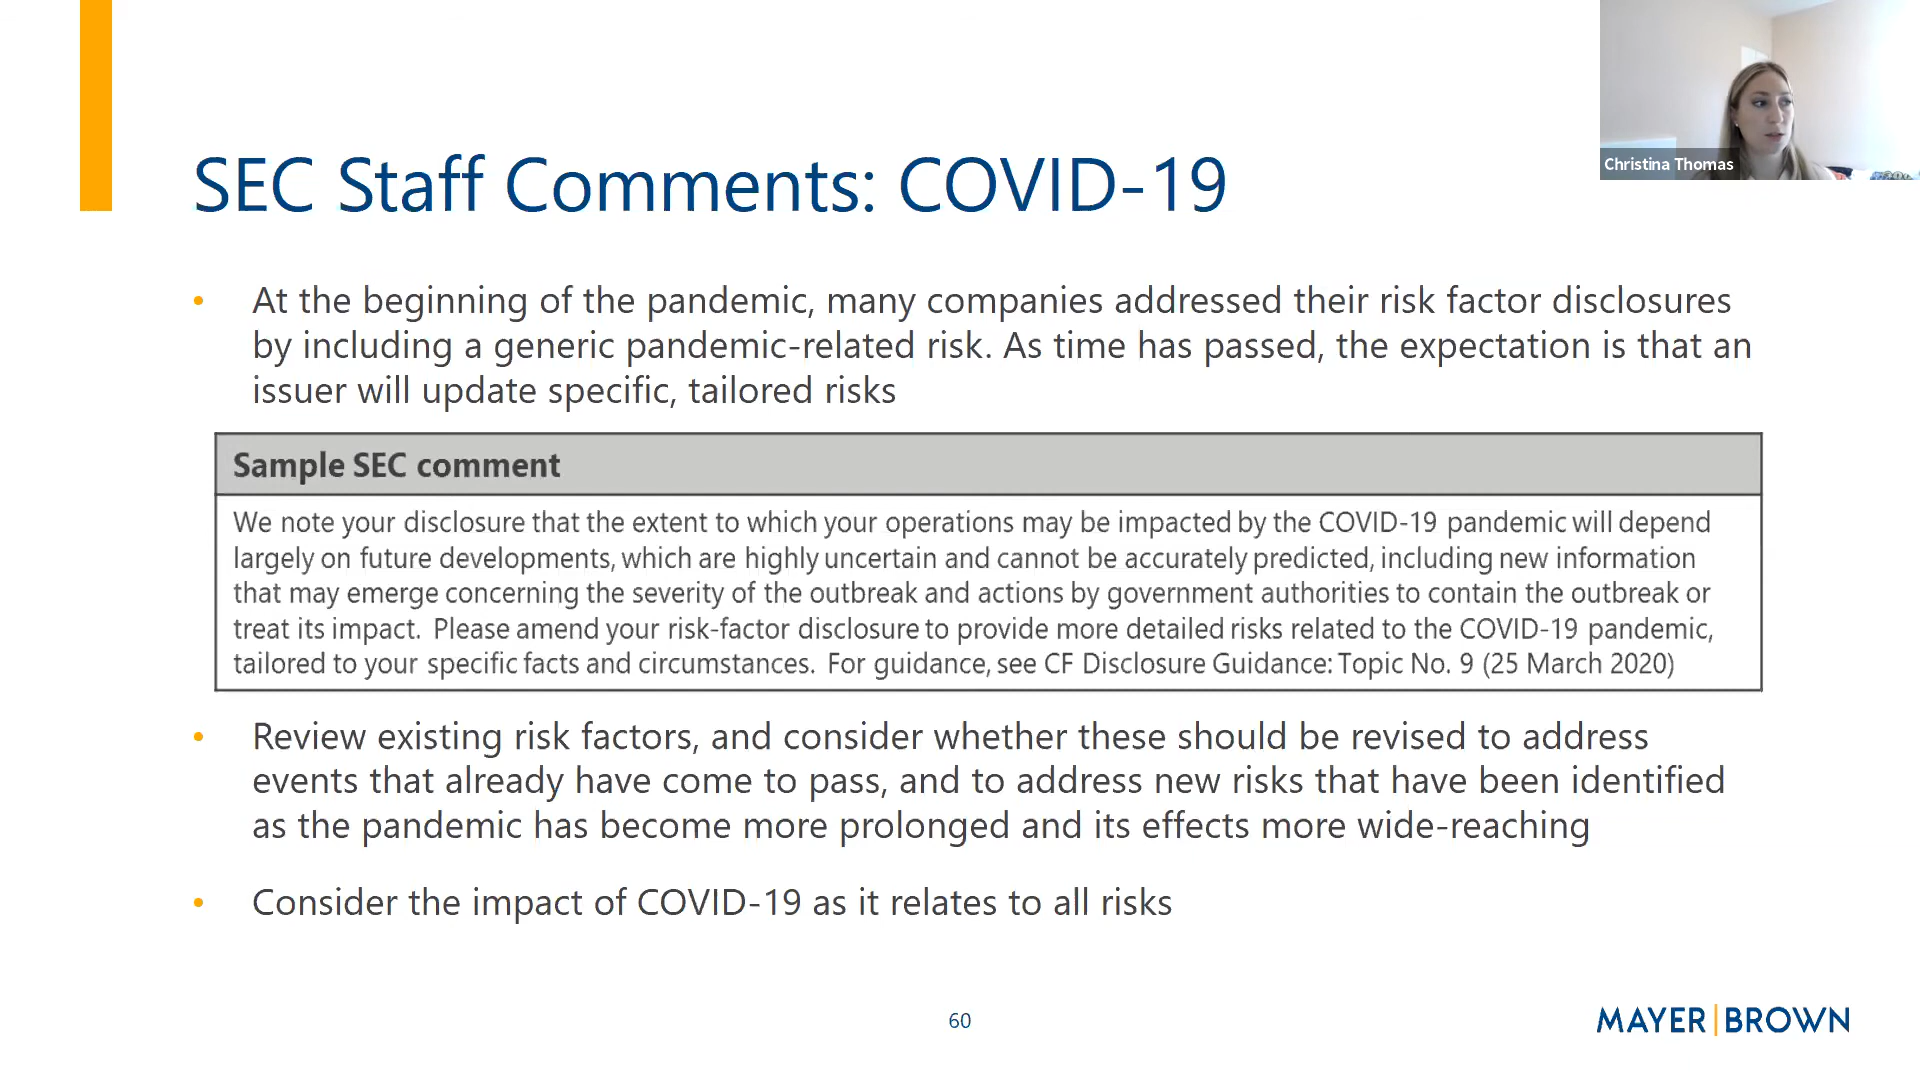 Christina Thomas
SEC Staff Comments: COVID-19
• At the beginning of the pandemic, many companies addressed their risk factor disclosures
by including a generic pandemic-related risk. As time has passed, the expectation is that an
issuer will update specific, tailored risks
Sample SEC comment
We note your disclosure that the extent to which your operations may be impacted by the COVID-19 pandemic will depend
largely on future developments, which are highly uncertain and cannot be accurately predicted, including new information
that may emerge concerning the severity of the outbreak and actions by government authorities to contain the outbreak or
treat its impact. Please amend your risk-factor disclosure to provide more detailed risks related to the COVID-19 pandemic,
tailored to your specific facts and circumstances. For guidance, see CF Disclosure Guidance: Topic No. 9 (25 March 2020)
• Review existing risk factors, and consider whether these should be revised to address
events that already have come to pass, and to address new risks that have been identified
as the pandemic has become more prolonged and its effects more wide-reaching
• Consider the impact of COVID-19 as it relates to all risks
60
MAYER|BROWN